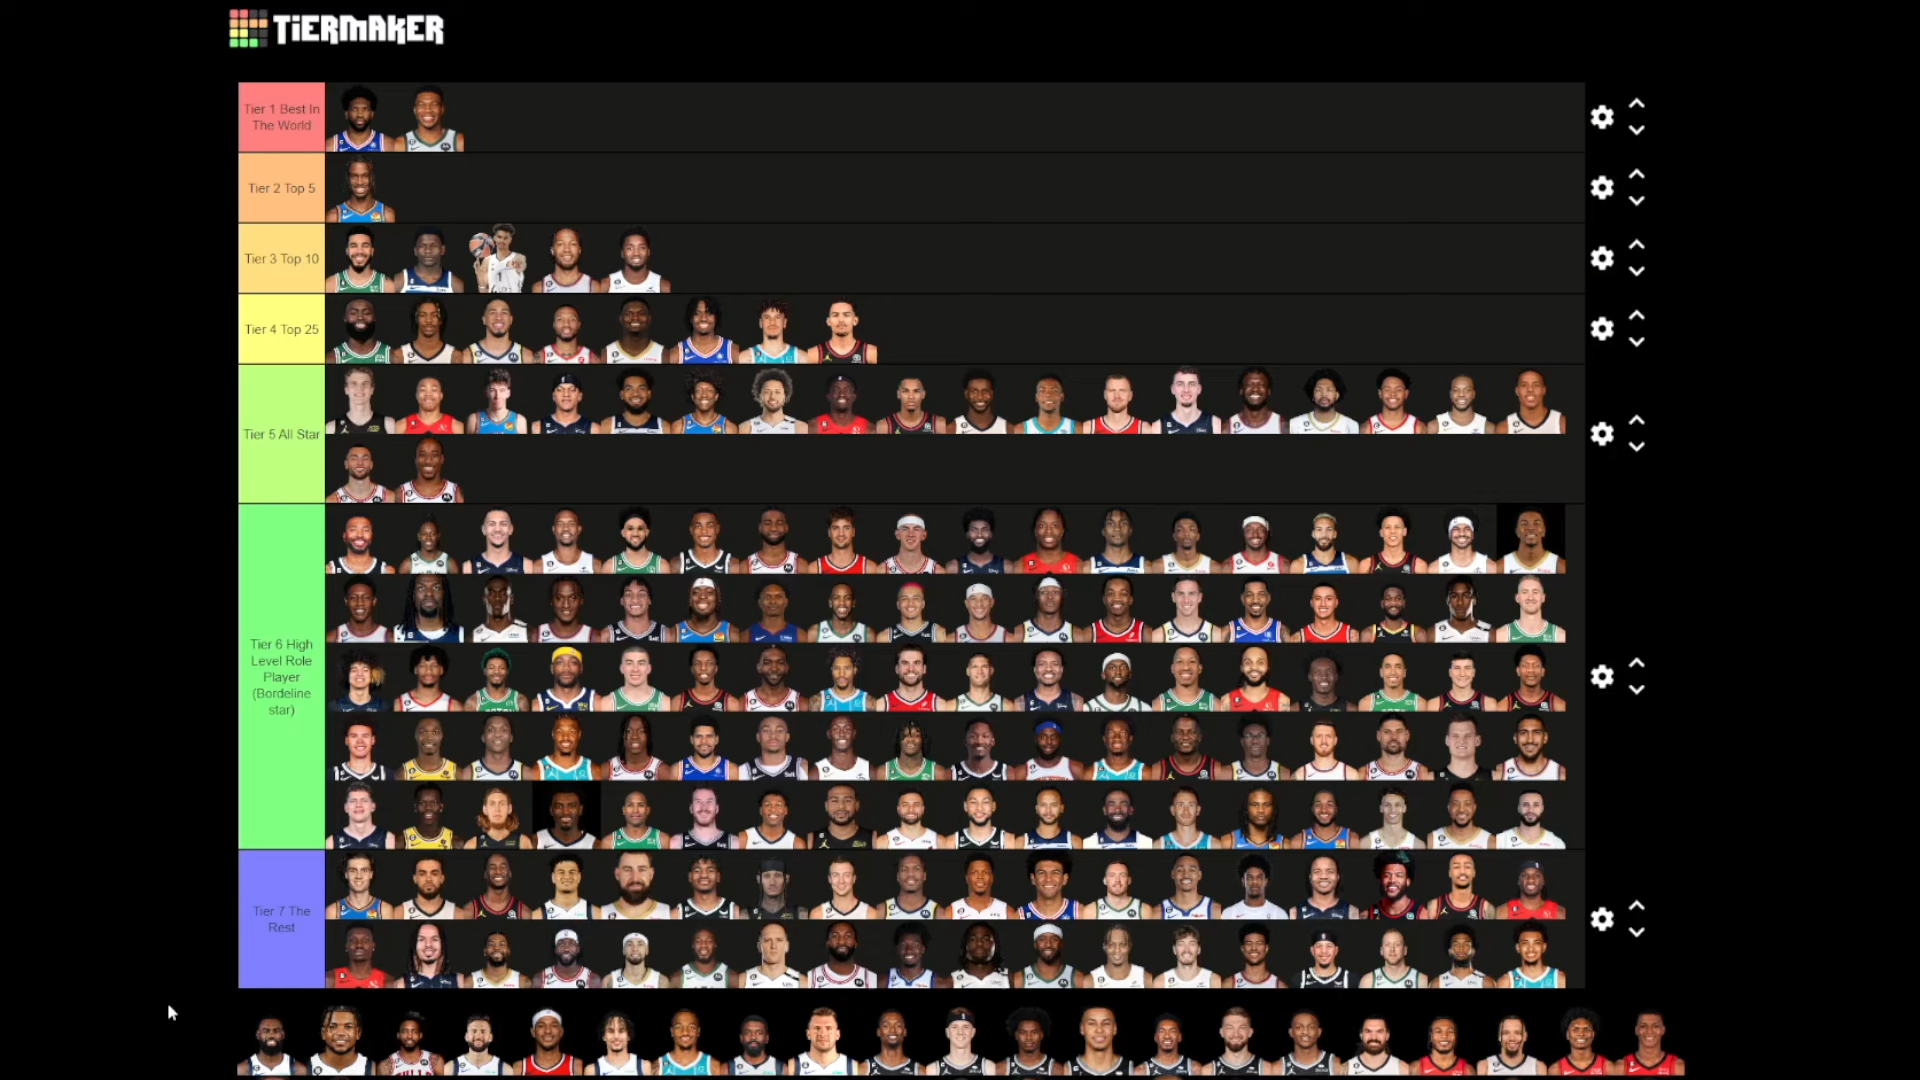 TIERMAKER
Tier 1 Best In
The World
Tier 2 Top 5
Tier 3 Top 10
Tier 4 Top 25
Tier 5 All Star
Tier 6 High
Level Role
Player
(Bordeline
star)
Tier 7 The
Rest